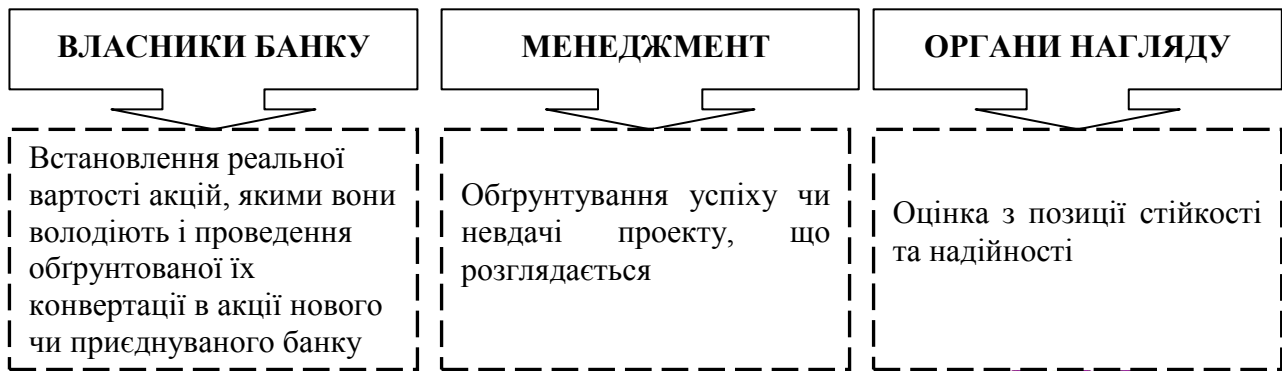 ВЛАСНИКИ БАНКУ
Встановлення реальної
вартості акцій, якими вони
володіють і проведення
обґрунтованої їх
конвертації в акції нового
чи приєднуваного банку
МЕНЕДЖМЕНТ
Обґрунтування успіху чи
невдачі проекту, що
розглядається
ОРГАНИ НАГЛЯДУ
Оцінка з позиції стійкості
та надійності